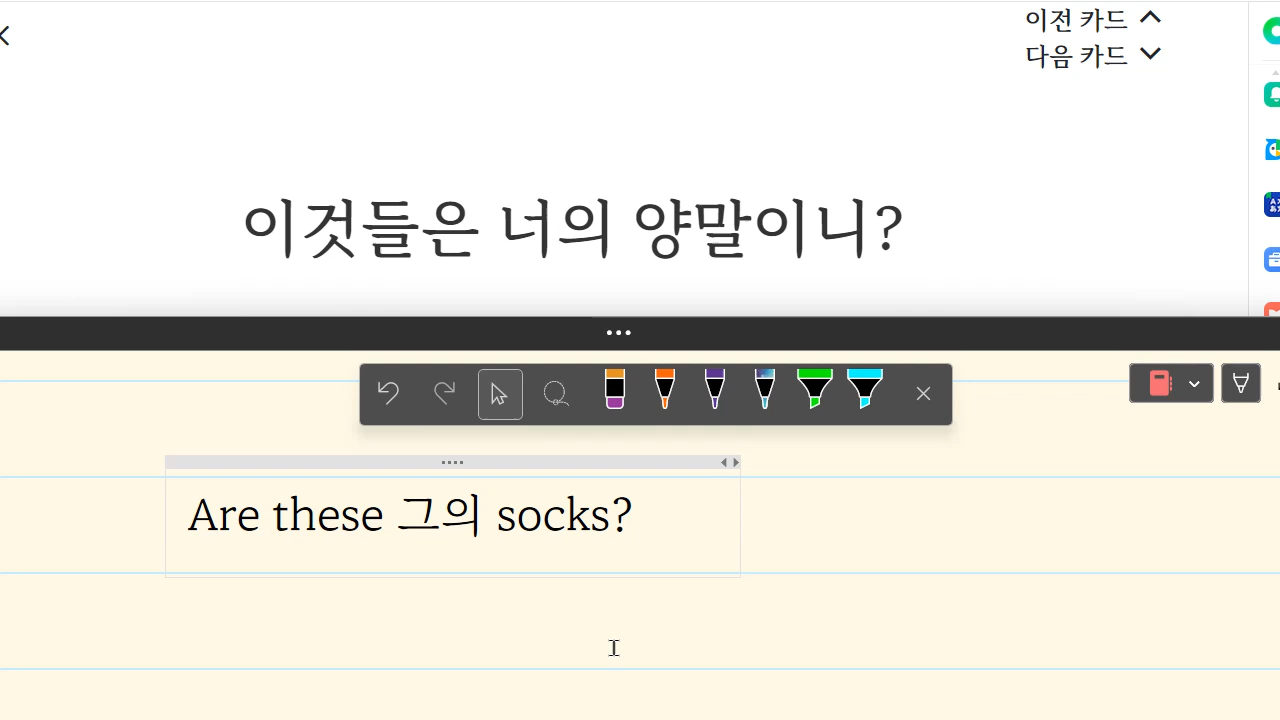 이전 카드
다음 카드
이것들은 너의 양말이니?
Are these 그의 socks?